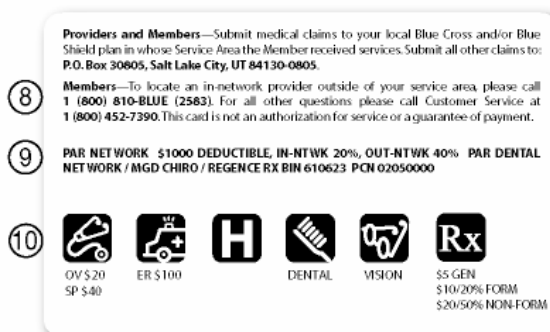 Providers and Members—Submit medical claims to your local Blue Cross and/or Blue
Shield plan in whose Service Area the Member received services. Submit all other claims to:
P.O. Box 30805, Salt Lake City, UT 84130-0805.
8 Members—To locate an in-network provider outside of your service area, please call
1 (800) 810-BLUE (2583). For all other questions please call Customer Service at
1 (800) 452-7390. This card is not an authorization for service or a guarantee of payment.
9 PAR NETWORK $1000 DEDUCTIBLE, IN-NTWK 20%, OUT-NTWK 40% PAR DENTAL
NETWORK / MGD CHIRO / REGENCE RX BIN 610623 PCN 02050000
10 H Rx
OV $20 ER $100 DENTAL VISION $5 GEN
SP $40 $10/20% FORM
$20/50% NON-FORM